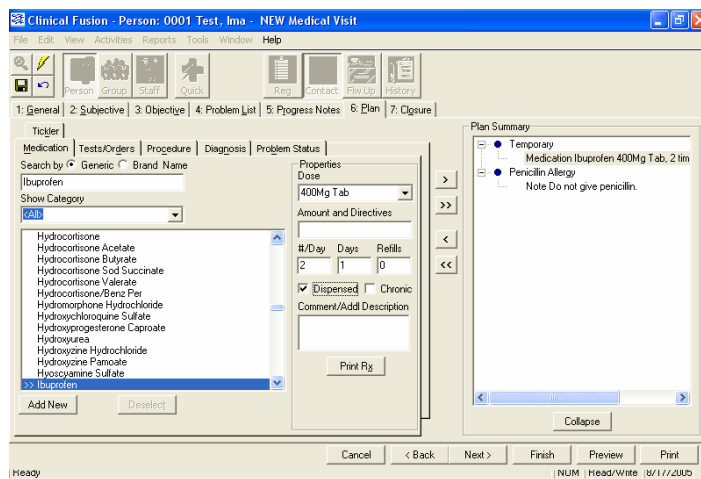 Clinical Fusion - Person: 0001 Test, Ima - NEW Medical Visit
File Edit View Activities Reports Tools Window Help
Person Group Staff Quick Reg Contact Flw Up History
1: General 2: Subjective 3: Objective 4: Problem List 5: Progress Notes 6: Plan 7: Closure
Tickler
Medication Tests/Orders Procedure Diagnosis Problem Status
Search by Generic Brand Name
Ibuprofen
Show Category
<All>
Hydrocortisone
Hydrocortisone Acetate
Hydrocortisone Butyrate
Hydrocortisone Sod Succinate
Hydrocortisone Valerate
Hydrocortisone/Benz Per
Hydromorphone Hydrochloride
Hydroxychloroquine Sulfate
Hydroxyprogesterone Caproate
Hydroxyurea
Hydroxyzine Hydrochloride
Hydroxyzine Pamoate
Hyoscyamine Sulfate
>> Ibuprofen
Add New Deselect
Properties
Dose
400Mg Tab
Amount and Directives
#/Day Days Refills
2 1 0
Dispensed Chronic
Comment/Addl Description
Print Rx
>
>>
<
<<
Plan Summary
Temporary
Medication Ibuprofen 400Mg Tab, 2 tim
Penicillin Allergy
Note Do not give penicillin.
Collapse
Cancel < Back Next > Finish Preview Print
Ready NUM Read/Write 8/17/2005